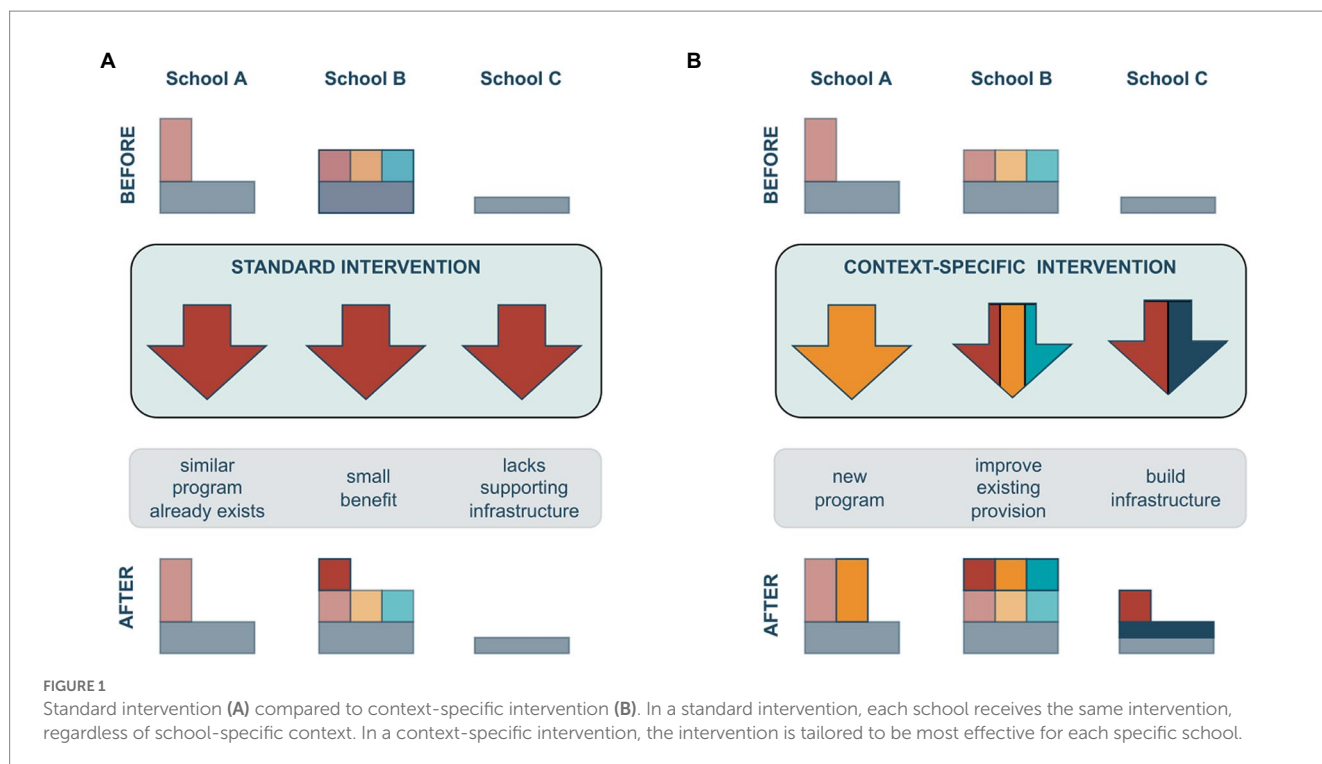 A
School A
School B
School C
BEFORE
STANDARD INTERVENTION
similar
program
already exists
small
benefit
lacks
supporting
infrastructure
AFTER
B
School A
School B
School C
BEFORE
CONTEXT-SPECIFIC INTERVENTION
new
program
improve
existing
provision
build
infrastructure
AFTER
FIGURE 1
Standard intervention (A) compared to context-specific intervention (B). In a standard intervention, each school receives the same intervention,
regardless of school-specific context. In a context-specific intervention, the intervention is tailored to be most effective for each specific school.